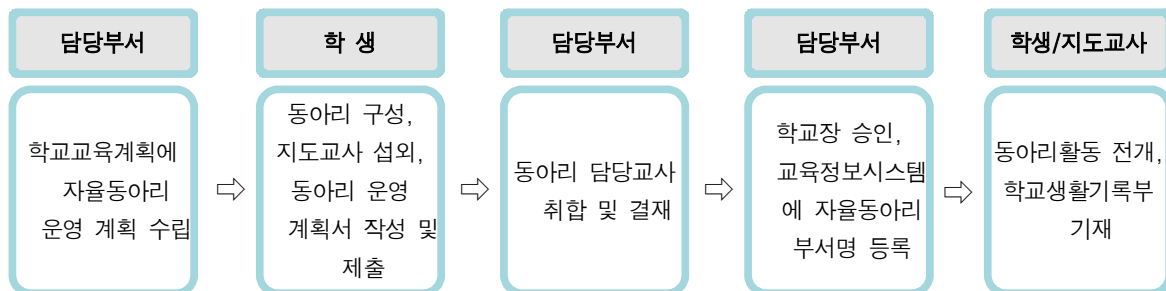 담당부서
학 생
담당부서
담당부서
학생/지도교사
학교교육계획에
자율동아리
운영 계획 수립
동아리 구성,
지도교사 섭외,
동아리 운영
계획서 작성 및
제출
동아리 담당교사
취합 및 결재
학교장 승인,
교육정보시스템
에 자율동아리
부서명 등록
동아리활동 전개,
학교생활기록부
기재